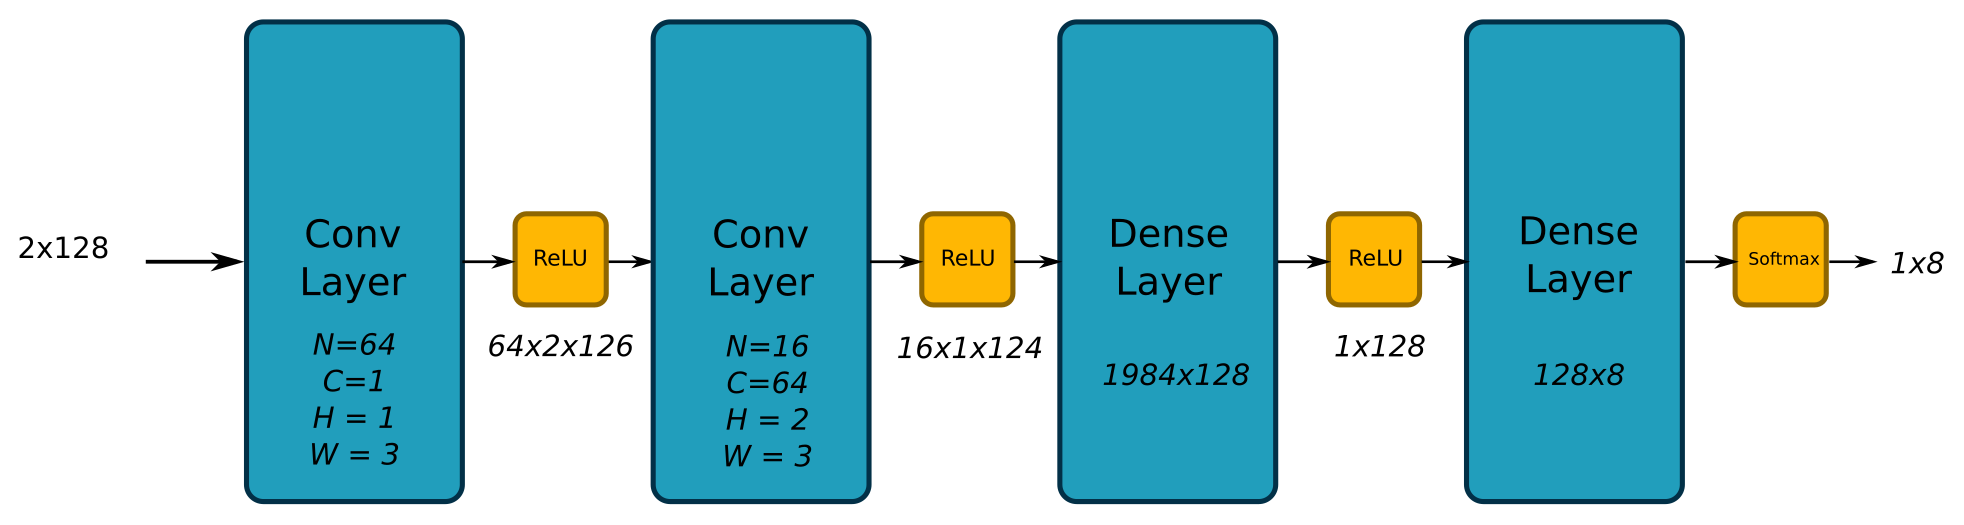 2x128
Conv
Layer
N=64
C=1
H = 1
W = 3
ReLU
64x2x126
Conv
Layer
N=16
C=64
H = 2
W = 3
ReLU
16x1x124
Dense
Layer
1984x128
ReLU
1x128
Dense
Layer
128x8
Softmax
1x8